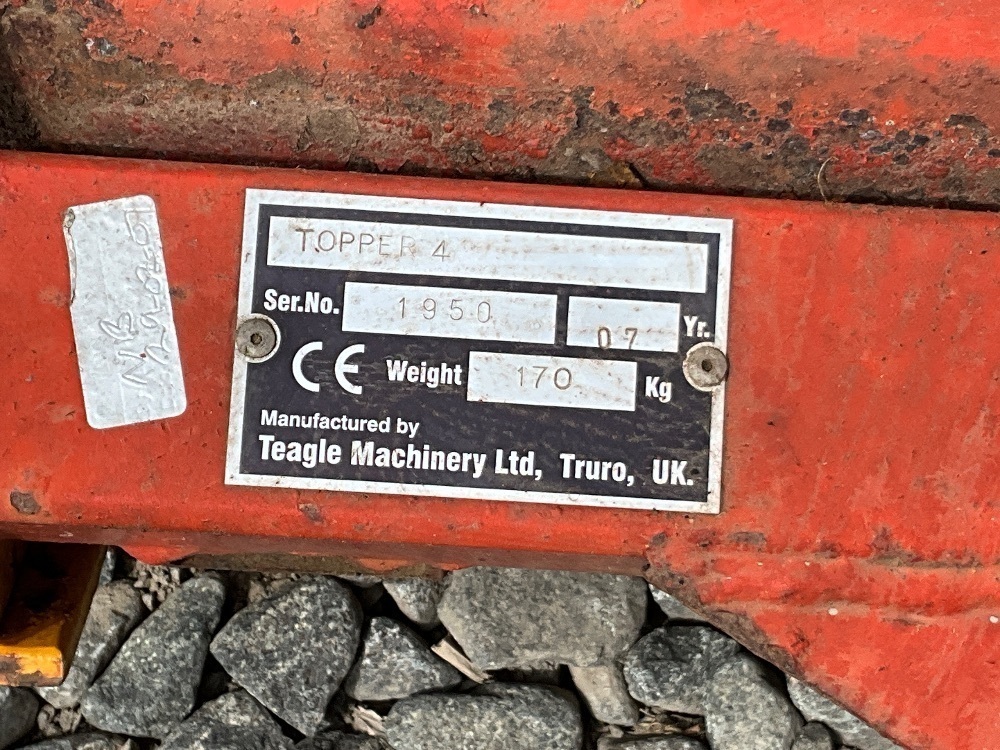 TOPPER 4
Ser.No. 1950 07 Yr.
CE Weight 170 Kg
Manufactured by
Teagle Machinery Ltd, Truro, UK.